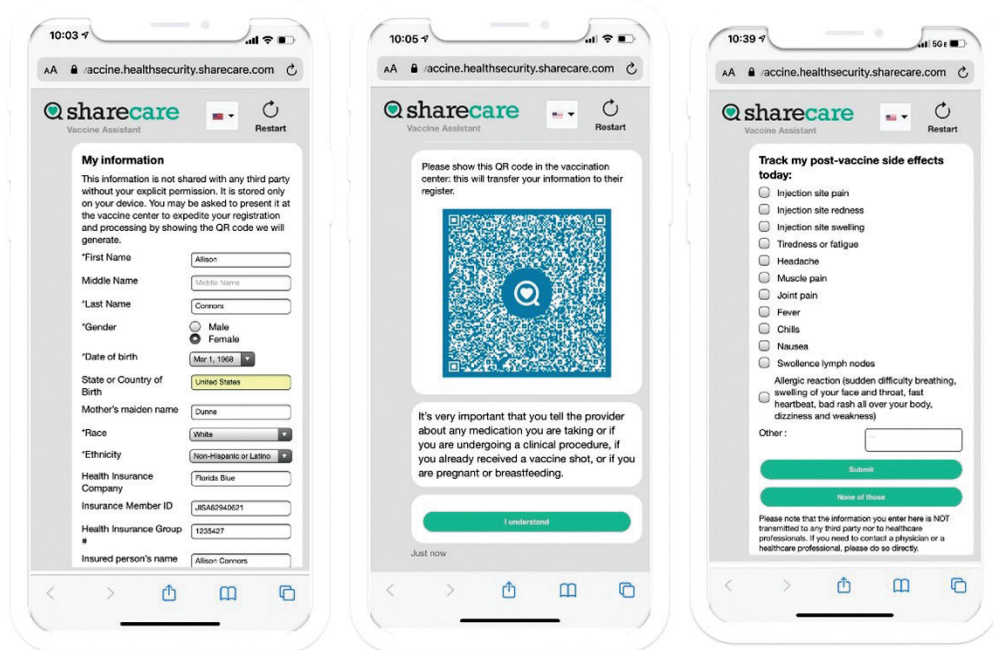 10:03
AA accine.healthsecurity.sharecare.com
sharecare
Vaccine Assistant
Restart
My information
This information is not shared with any third party
without your explicit permission. It is stored only
on your device. You may be asked to present it at
the vaccine center to expedite your registration
and processing by showing the QR code we will
generate.
*First Name Allison
Middle Name Middle Name
*Last Name Connors
*Gender Male
Female
*Date of birth Mar 1, 1968
State or Country of United States
Birth
Mother's maiden name Dunne
*Race White
*Ethnicity Non-Hispanic or Latino
Health Insurance Florida Blue
Company
Insurance Member ID JISA62940621
Health Insurance Group 1235427
#
Insured person's name Allison Connors
10:05
AA accine.healthsecurity.sharecare.com
sharecare
Vaccine Assistant
Restart
Please show this QR code in the vaccination
center: this will transfer your information to their
register.
It's very important that you tell the provider
about any medication you are taking or if
you are undergoing a clinical procedure, if
you already received a vaccine shot, or if you
are pregnant or breastfeeding.
I understand
Just now
10:39
5G E
AA accine.healthsecurity.sharecare.com
sharecare
Vaccine Assistant
Restart
Track my post-vaccine side effects
today:
Injection site pain
Injection site redness
Injection site swelling
Tiredness or fatigue
Headache
Muscle pain
Joint pain
Fever
Chills
Nausea
Swollence lymph nodes
Allergic reaction (sudden difficulty breathing,
swelling of your face and throat, fast
heartbeat, bad rash all over your body,
dizziness and weakness)
Other : ...
Submit
None of those
Please note that the information you enter here is NOT
transmitted to any third party nor to healthcare
professionals. If you need to contact a physician or a
healthcare professional, please do so directly.